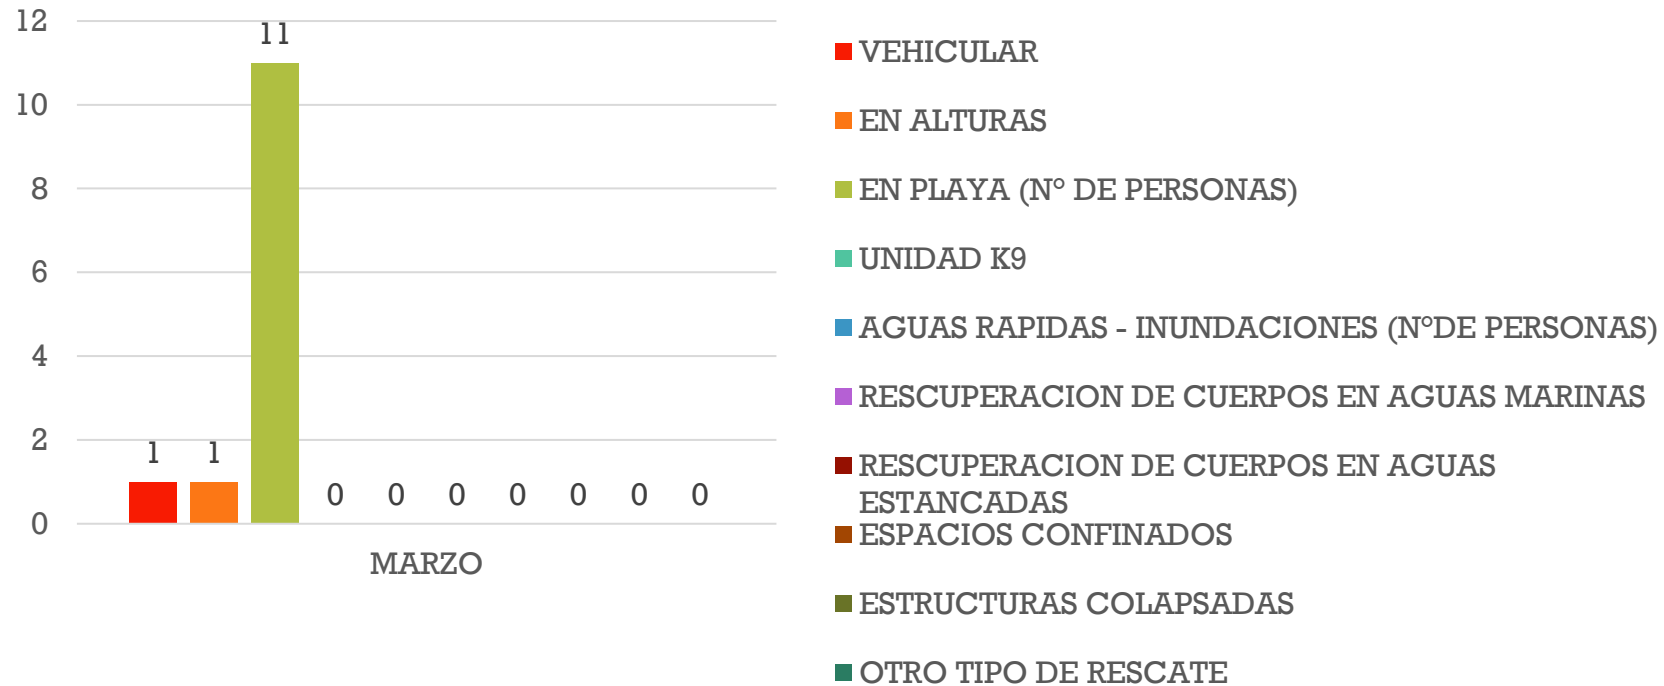 12
10
8
6
4
2
0
1
1
11
0
0
0
0
0
0
0
MARZO
VEHICULAR
EN ALTURAS
EN PLAYA (N° DE PERSONAS)
UNIDAD K9
AGUAS RAPIDAS - INUNDACIONES (N°DE PERSONAS)
RESCUPERACION DE CUERPOS EN AGUAS MARINAS
RESCUPERACION DE CUERPOS EN AGUAS
ESTANCADAS
ESPACIOS CONFINADOS
ESTRUCTURAS COLAPSADAS
OTRO TIPO DE RESCATE